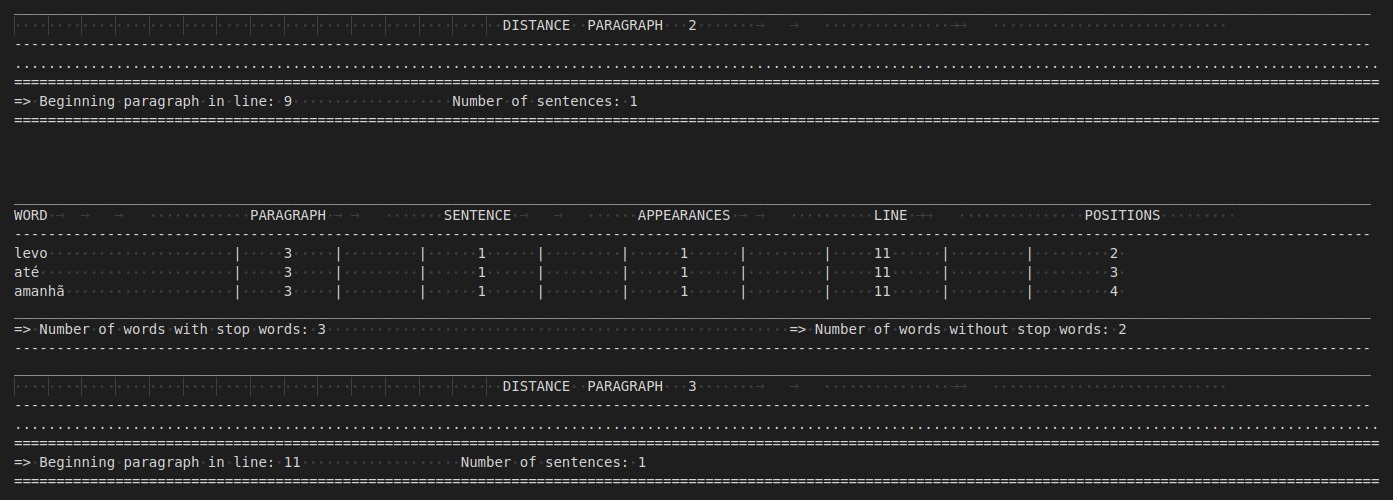 DISTANCE PARAGRAPH 2
--------------------------------------------------------------------------------
................................................................................
================================================================================
=> Beginning paragraph in line: 9 Number of sentences: 1
================================================================================
WORD PARAGRAPH SENTENCE APPEARANCES LINE POSITIONS
--------------------------------------------------------------------------------
levo | 3 | | 1 | | 1 | | 11 | | 2
até | 3 | | 1 | | 1 | | 11 | | 3
amanhã | 3 | | 1 | | 1 | | 11 | | 4
________________________________________________________________________________
=> Number of words with stop words: 3 => Number of words without stop words: 2
--------------------------------------------------------------------------------
DISTANCE PARAGRAPH 3
--------------------------------------------------------------------------------
................................................................................
================================================================================
=> Beginning paragraph in line: 11 Number of sentences: 1
================================================================================